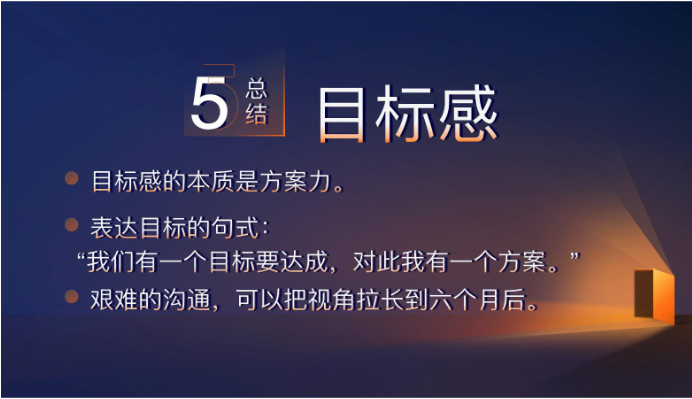 5
总结
目标感
目标感的本质是方案力。
表达目标的句式：
“我们有一个目标要达成，对此我有一个方案。”
艰难的沟通，可以把视角拉长到六个月后。